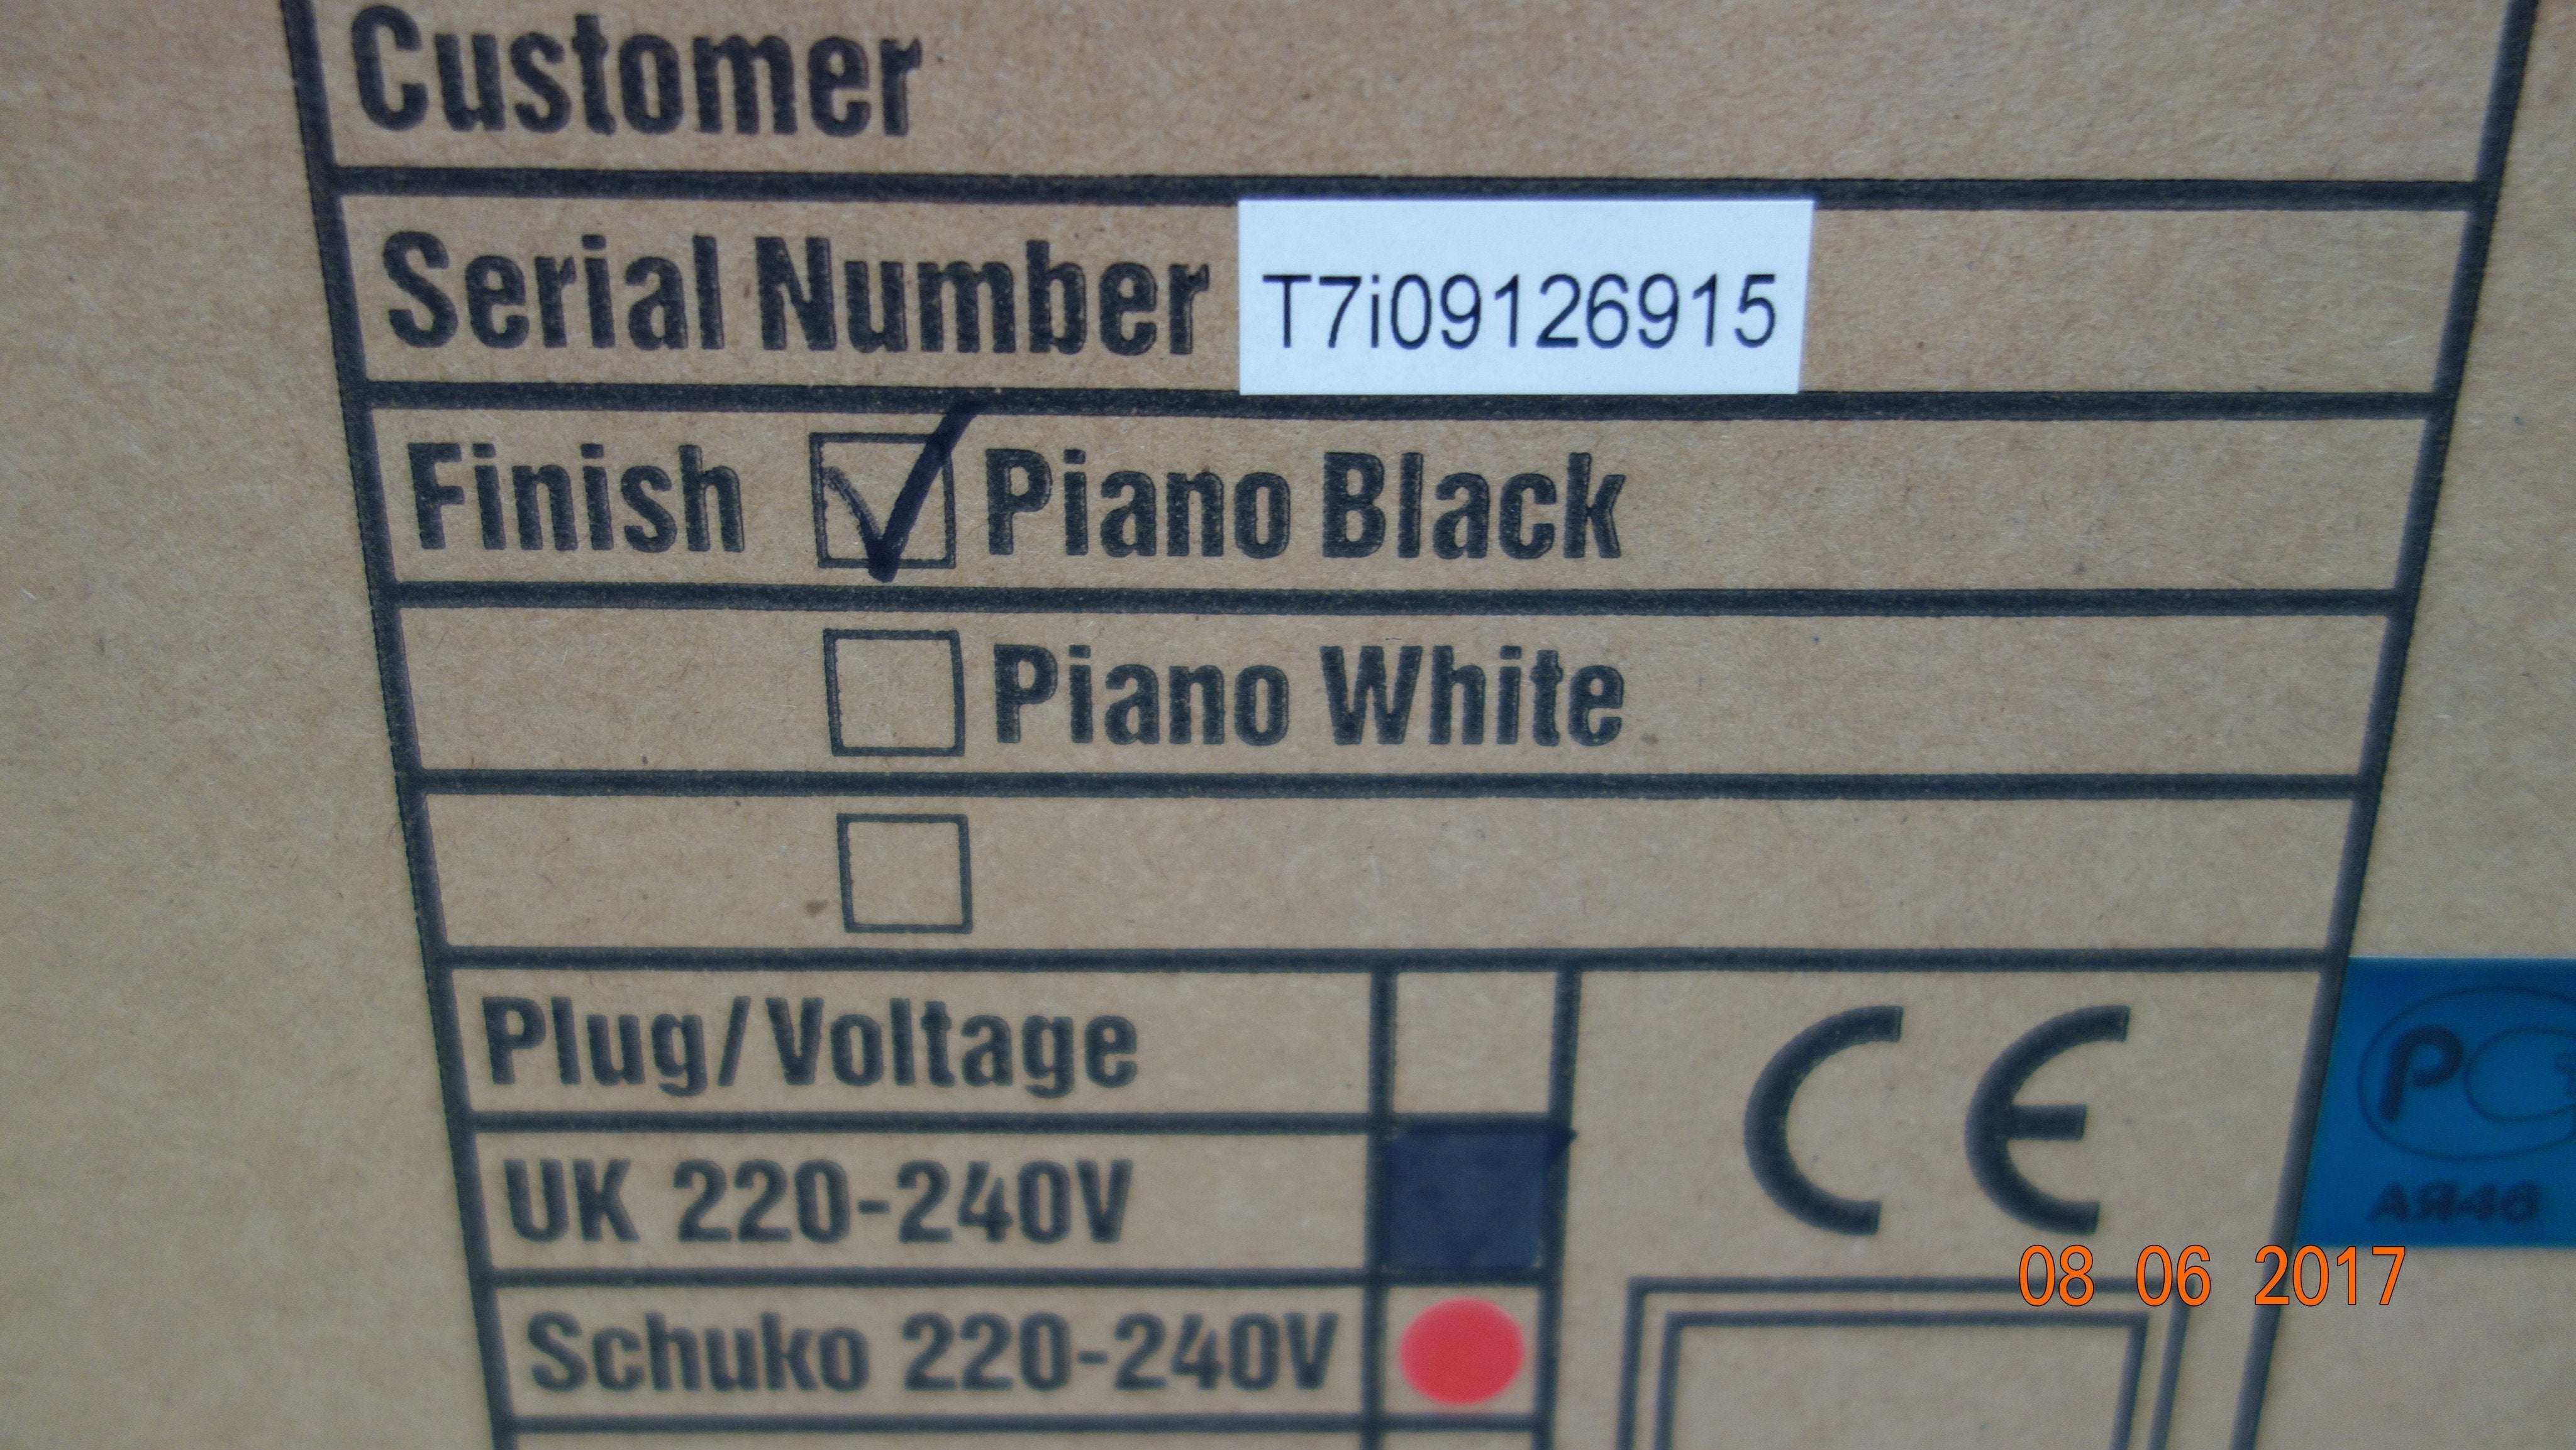 Customer
Serial Number T7i09126915
Finish Piano Black
Piano White
Plug/Voltage
UK 220-240V
Schuko 220-240V
CE
АЯ46
08 06 2017